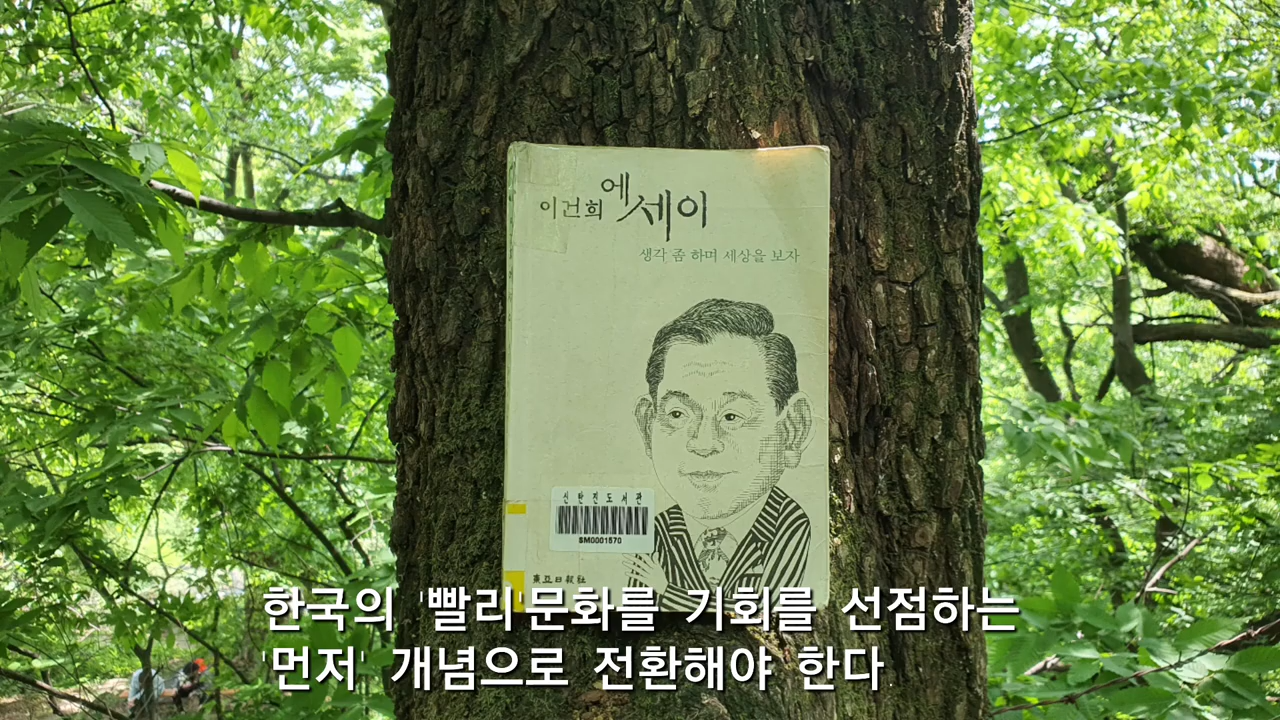 이건희 에세이
생각 좀 하며 세상을 보자
신탄진도서관
SM0001570
東亞日報社
한국의 '빨리'문화를 기회를 선점하는
'먼저' 개념으로 전환해야 한다.